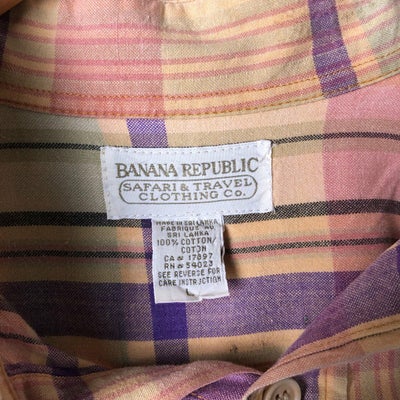 BANANA REPUBLIC
SAFARI & TRAVEL
CLOTHING CO.
MADE IN SRI LANKA
FABRIQUE AU
SRI LANKA
100% COTTON/
COTON
CA & 17897
RN & 54023
SEE REVERSE FOR
CARE INSTRUCTION
L